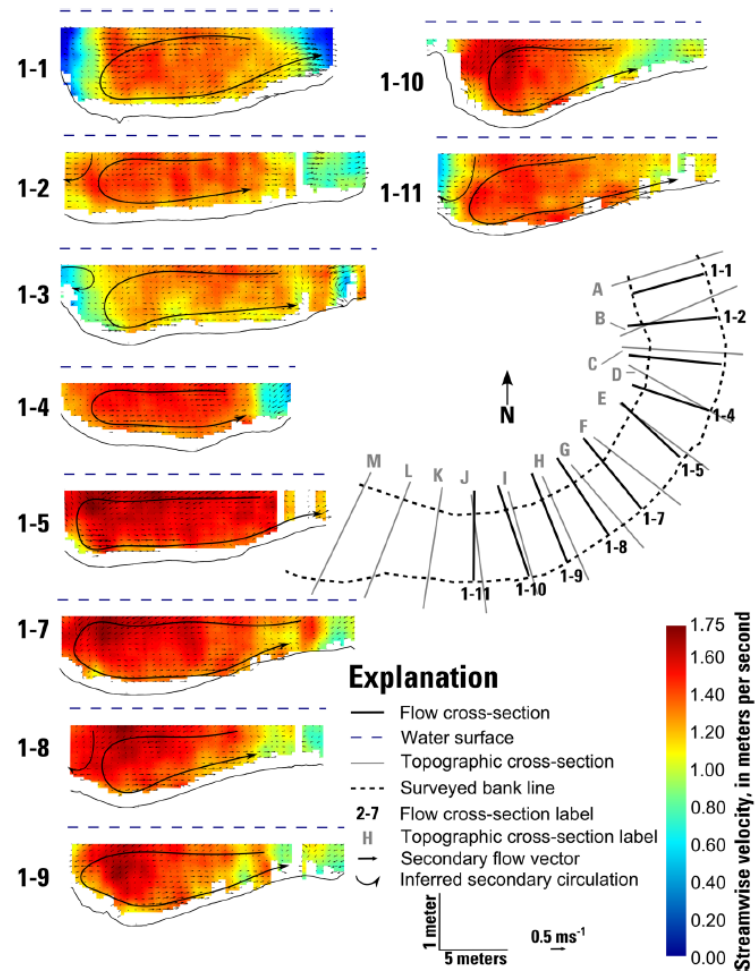 1-1
1-2
1-3
1-4
1-5
1-7
1-8
1-9
1-10
1-11
A
B
C
D
E
F
G
H
I
J
K
L
M
1-1
1-2
1-4
1-5
1-7
1-8
1-9
1-10
1-11
N
Explanation
Flow cross-section
Water surface
Topographic cross-section
Surveyed bank line
2-7 Flow cross-section label
H Topographic cross-section label
Secondary flow vector
Inferred secondary circulation
1 meter
5 meters
0.5 ms-1
1.75
1.60
1.40
1.20
1.00
0.80
0.60
0.40
0.20
0.00
Streamwise velocity, in meters per second